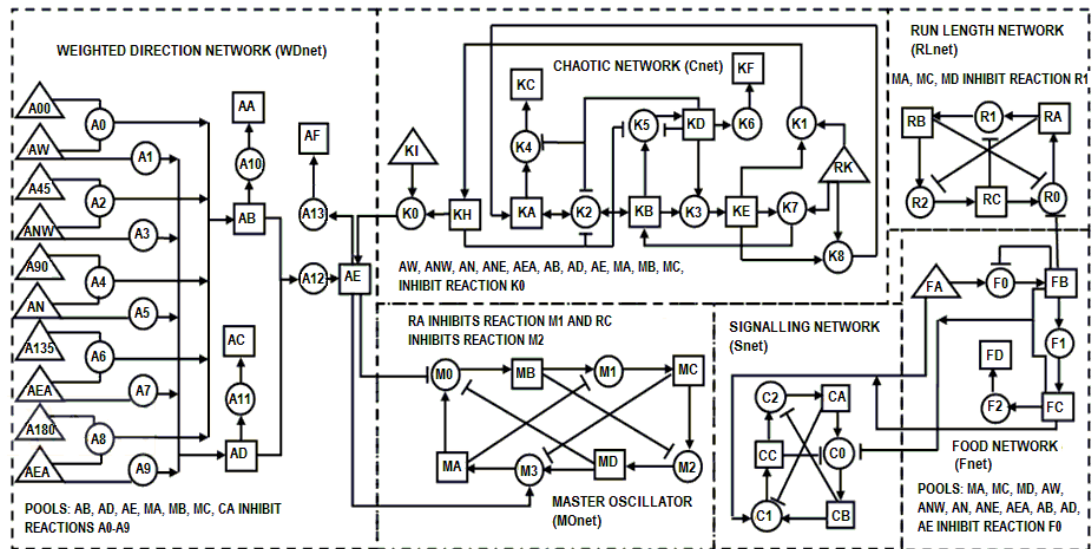 WEIGHTED DIRECTION NETWORK (WDnet)
A00
A0
AW
A1
A45
A2
ANW
A3
A90
A4
AN
A5
A135
A6
AEA
A7
A180
A8
AEA
A9
AA
A10
AB
AC
A11
AD
AF
A13
A12
AE
POOLS: AB, AD, AE, MA, MB, MC, CA INHIBIT
REACTIONS A0-A9
CHAOTIC NETWORK (Cnet)
KC
KF
K4
K5
KD
K6
K1
KI
RK
K0
KH
KA
K2
KB
K3
KE
K7
K8
AW, ANW, AN, ANE, AEA, AB, AD, AE, MA, MB, MC,
INHIBIT REACTION K0
RUN LENGTH NETWORK
(RLnet)
MA, MC, MD INHIBIT REACTION R1
RB
R1
RA
R2
RC
R0
RA INHIBITS REACTION M1 AND RC
INHIBITS REACTION M2
M0
MB
M1
MC
MA
M3
MD
M2
MASTER OSCILLATOR
(MOnet)
SIGNALLING NETWORK
(Snet)
C2
CA
CC
C0
C1
CB
FA
F0
FB
F1
FD
F2
FC
FOOD NETWORK
(Fnet)
POOLS: MA, MC, MD, AW,
ANW, AN, ANE, AEA, AB, AD,
AE INHIBIT REACTION F0